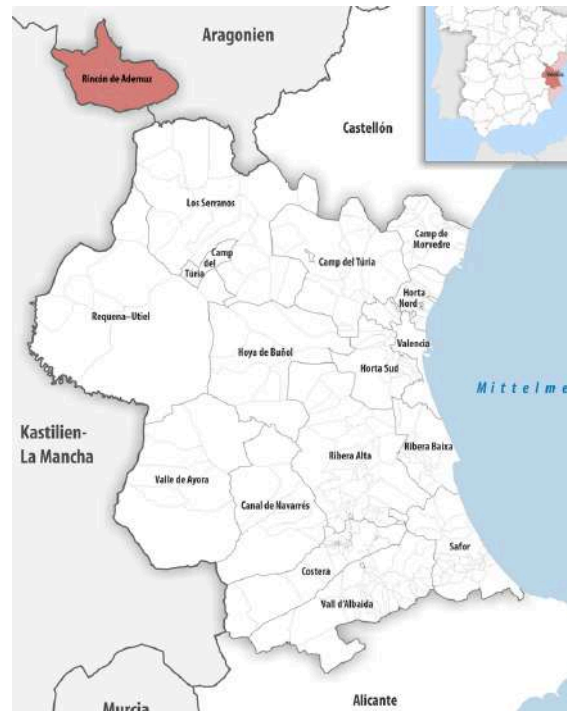 Aragonien
Rincón de Ademuz
Castellón
Los Serranos
Camp de
Morvedre
Camp
del
Túria
Camp del Túria
Horta
Nord
Requena-Utiel
Valencia
Hoya de Buñol
Horta Sud
Mittelme
Kastilien-
La Mancha
Ribera Baixa
Ribera Alta
Valle de Ayora
Canal de Navarrés
Safor
Costera
Vall d'Albaida
Alicante
Murcia